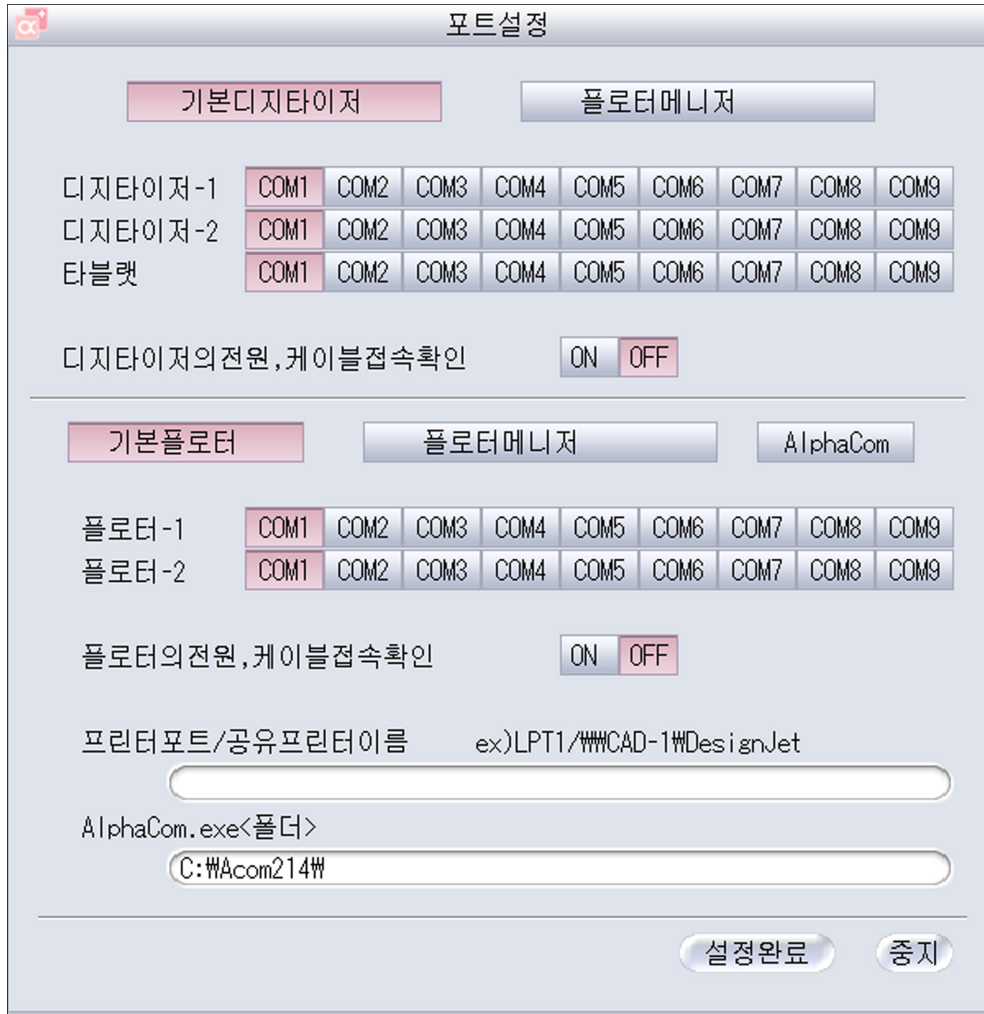 포트설정
기본디지타이저 플로터메니저
디지타이저-1 COM1 COM2 COM3 COM4 COM5 COM6 COM7 COM8 COM9
디지타이저-2 COM1 COM2 COM3 COM4 COM5 COM6 COM7 COM8 COM9
타블랫 COM1 COM2 COM3 COM4 COM5 COM6 COM7 COM8 COM9
디지타이저의전원,케이블접속확인 ON OFF
기본플로터 플로터메니저 AlphaCom
플로터-1 COM1 COM2 COM3 COM4 COM5 COM6 COM7 COM8 COM9
플로터-2 COM1 COM2 COM3 COM4 COM5 COM6 COM7 COM8 COM9
플로터의전원,케이블접속확인 ON OFF
프린터포트/공유프린터이름 ex)LPT1/₩₩CAD-1₩DesignJet
AlphaCom.exe<폴더>
C:₩Acom214₩
설정완료 중지